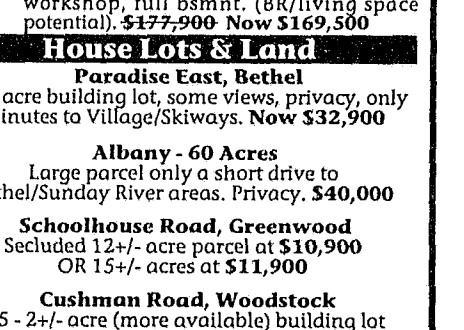 workshop, full bsmnt. (BR/living space
potential). $177,900 Now $169,500
House Lots & Land
Paradise East, Bethel
acre building lot, some views, privacy, only
inutes to Village/Skiways. Now $32,900
Albany - 60 Acres
Large parcel only a short drive to
hel/Sunday River areas. Privacy. $40,000
Schoolhouse Road, Greenwood
Secluded 12+/- acre parcel at $10,900
OR 15+/- acres at $11,900
Cushman Road, Woodstock
5 - 2+/- acre (more available) building lot